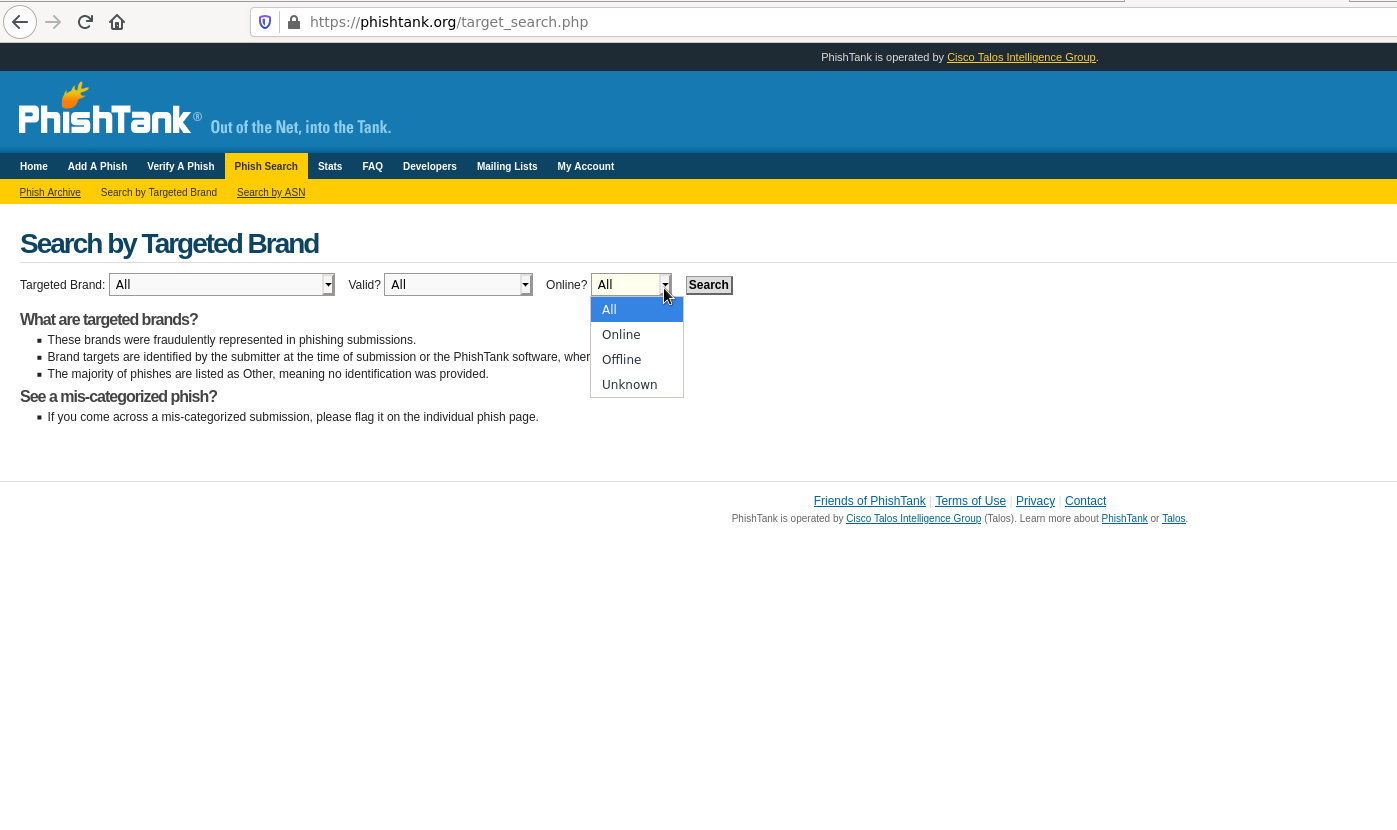 https://phishtank.org/target_search.php
PhishTank is operated by Cisco Talos Intelligence Group.
PhishTank® Out of the Net, into the Tank.
Home Add A Phish Verify A Phish Phish Search Stats FAQ Developers Mailing Lists My Account
Phish Archive Search by Targeted Brand Search by ASN
Search by Targeted Brand
Targeted Brand: All Valid? All Online? All Search
All
Online
Offline
Unknown
What are targeted brands?
These brands were fraudulently represented in phishing submissions.
Brand targets are identified by the submitter at the time of submission or the PhishTank software, wher
The majority of phishes are listed as Other, meaning no identification was provided.
See a mis-categorized phish?
If you come across a mis-categorized submission, please flag it on the individual phish page.
Friends of PhishTank | Terms of Use | Privacy | Contact
PhishTank is operated by Cisco Talos Intelligence Group (Talos). Learn more about PhishTank or Talos.